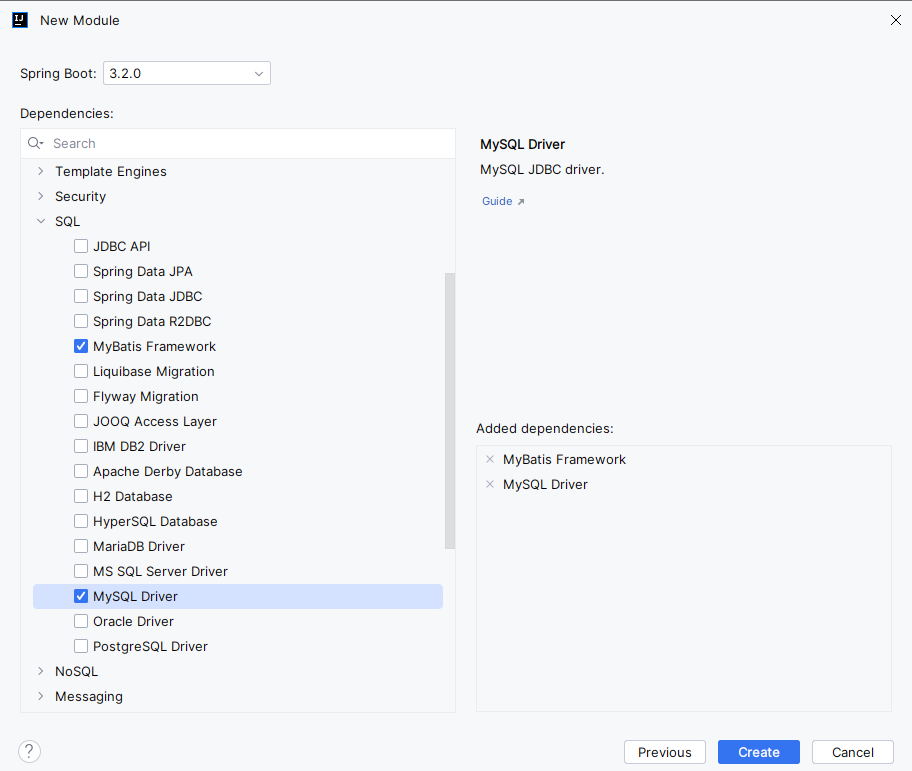 New Module
Spring Boot: 3.2.0
Dependencies:
Search
Template Engines
Security
SQL
JDBC API
Spring Data JPA
Spring Data JDBC
Spring Data R2DBC
MyBatis Framework
Liquibase Migration
Flyway Migration
JOOQ Access Layer
IBM DB2 Driver
Apache Derby Database
H2 Database
HyperSQL Database
MariaDB Driver
MS SQL Server Driver
MySQL Driver
Oracle Driver
PostgreSQL Driver
NoSQL
Messaging
MySQL Driver
MySQL JDBC driver.
Guide
Added dependencies:
MyBatis Framework
MySQL Driver
? Previous Create Cancel